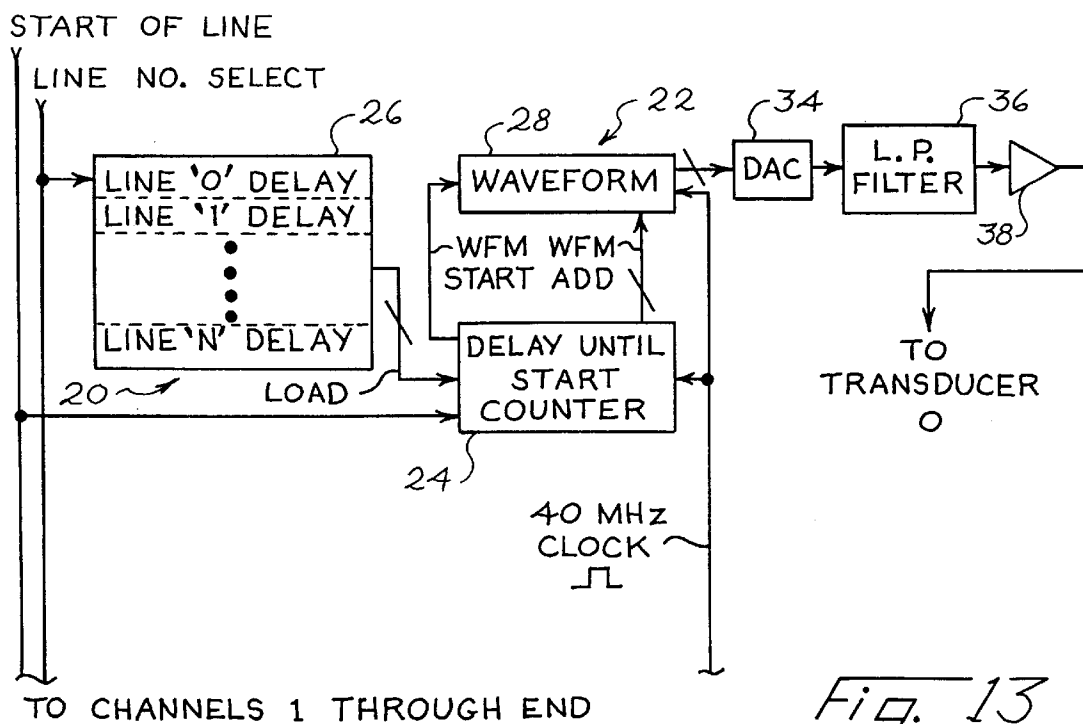 START OF LINE
LINE NO. SELECT
26
28
22
34
36
LINE '0' DELAY
LINE '1' DELAY
LINE 'N' DELAY
WAVEFORM
DAC
L. P.
FILTER
38
WFM WFM
START ADD
20
LOAD
DELAY UNTIL
START
COUNTER
24
TO
TRANSDUCER
0
40 MHz
CLOCK
TO CHANNELS 1 THROUGH END
Fig. 13